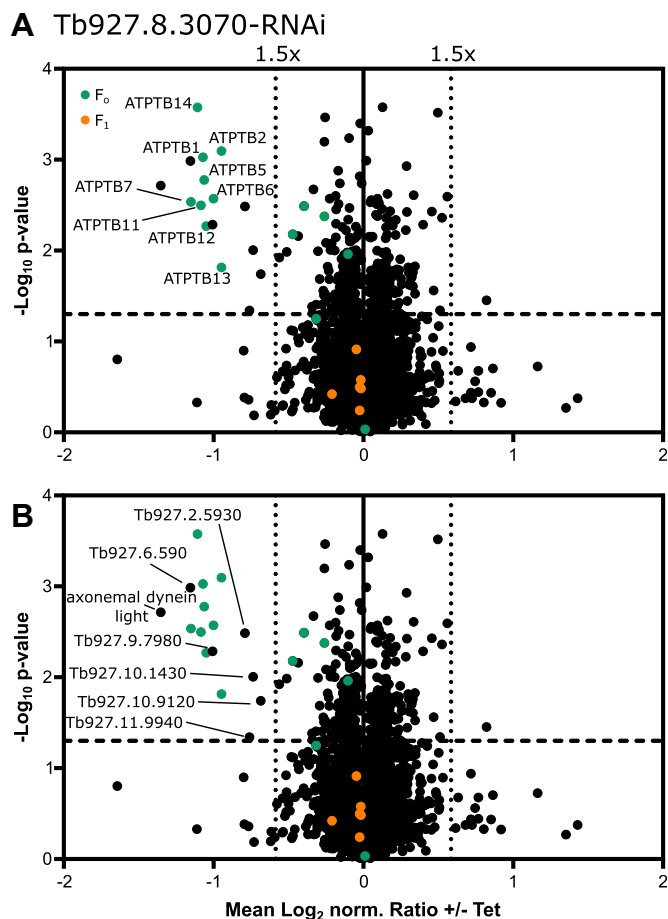 A Tb927.8.3070-RNAi
1.5x 1.5x
4
F₀
F₁
ATPTB14
ATPTB1
ATPTB2
ATPTB5
ATPTB7
ATPTB6
ATPTB11
ATPTB12
ATPTB13
3
2
1
0
-Log₁₀ p-value
-2 -1 0 1 2
B
4
Tb927.2.5930
Tb927.6.590
axonemal dynein
light
Tb927.9.7980
Tb927.10.1430
Tb927.10.9120
Tb927.11.9940
3
2
1
0
-Log₁₀ p-value
-2 -1 0 1 2
Mean Log₂ norm. Ratio +/- Tet